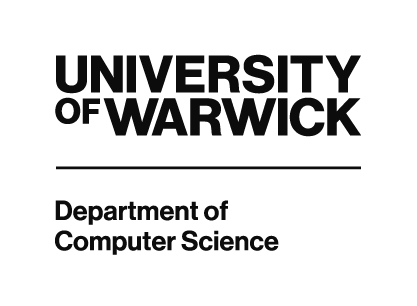 UNIVERSITY
OF WARWICK
Department of
Computer Science